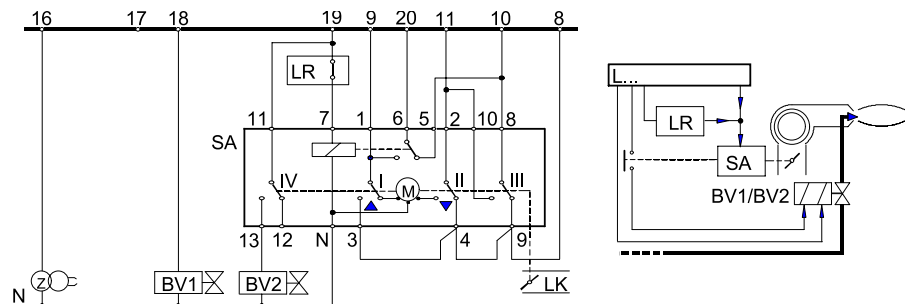 16 17 18 19 9 20 11 10 8
L...
LR
LR
11 7 1 6 5 2 10 8
SA
SA
IV I M II III
BV1/BV2
13 12 N 3 4 9
Z
N
BV1 BV2 LK